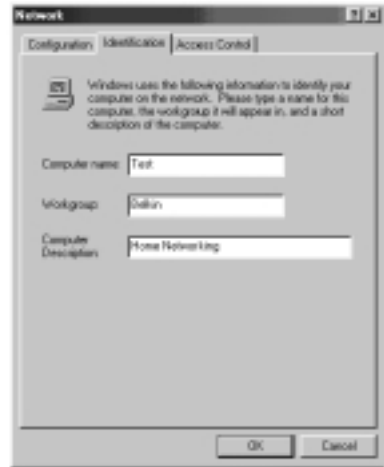 Network
Configuration Identification Access Control
Windows uses the following information to identify your
computer on the network. Please type a name for this
computer, the workgroup it will appear in, and a short
description of the computer.
Computer name: Test
Workgroup: Belkin
Computer
Description: Home Networking
OK Cancel